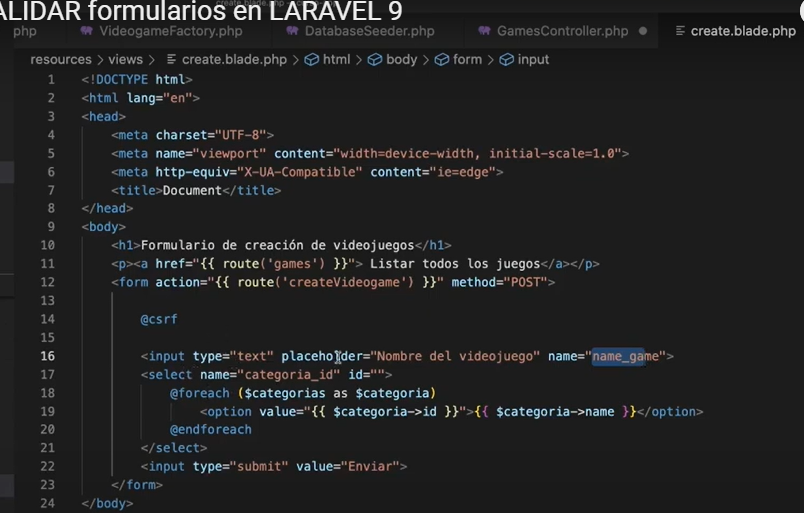 ALIDAR formularios en LARAVEL 9
php VideogameFactory.php DatabaseSeeder.php GamesController.php create.blade.php
resources > views > create.blade.php > html > body > form > input
1 <!DOCTYPE html>
2 <html lang="en">
3 <head>
4 <meta charset="UTF-8">
5 <meta name="viewport" content="width=device-width, initial-scale=1.0">
6 <meta http-equiv="X-UA-Compatible" content="ie=edge">
7 <title>Document</title>
8 </head>
9 <body>
10 <h1>Formulario de creación de videojuegos</h1>
11 <p><a href="{{ route('games') }}"> Listar todos los juegos</a></p>
12 <form action="{{ route('createVideogame') }}" method="POST">
13
14 @csrf
15
16 <input type="text" placeholder="Nombre del videojuego" name="name_game">
17 <select name="categoria_id" id="">
18 @foreach ($categorias as $categoria)
19 <option value="{{ $categoria->id }}">{{ $categoria->name }}</option>
20 @endforeach
21 </select>
22 <input type="submit" value="Enviar">
23 </form>
24 </body>